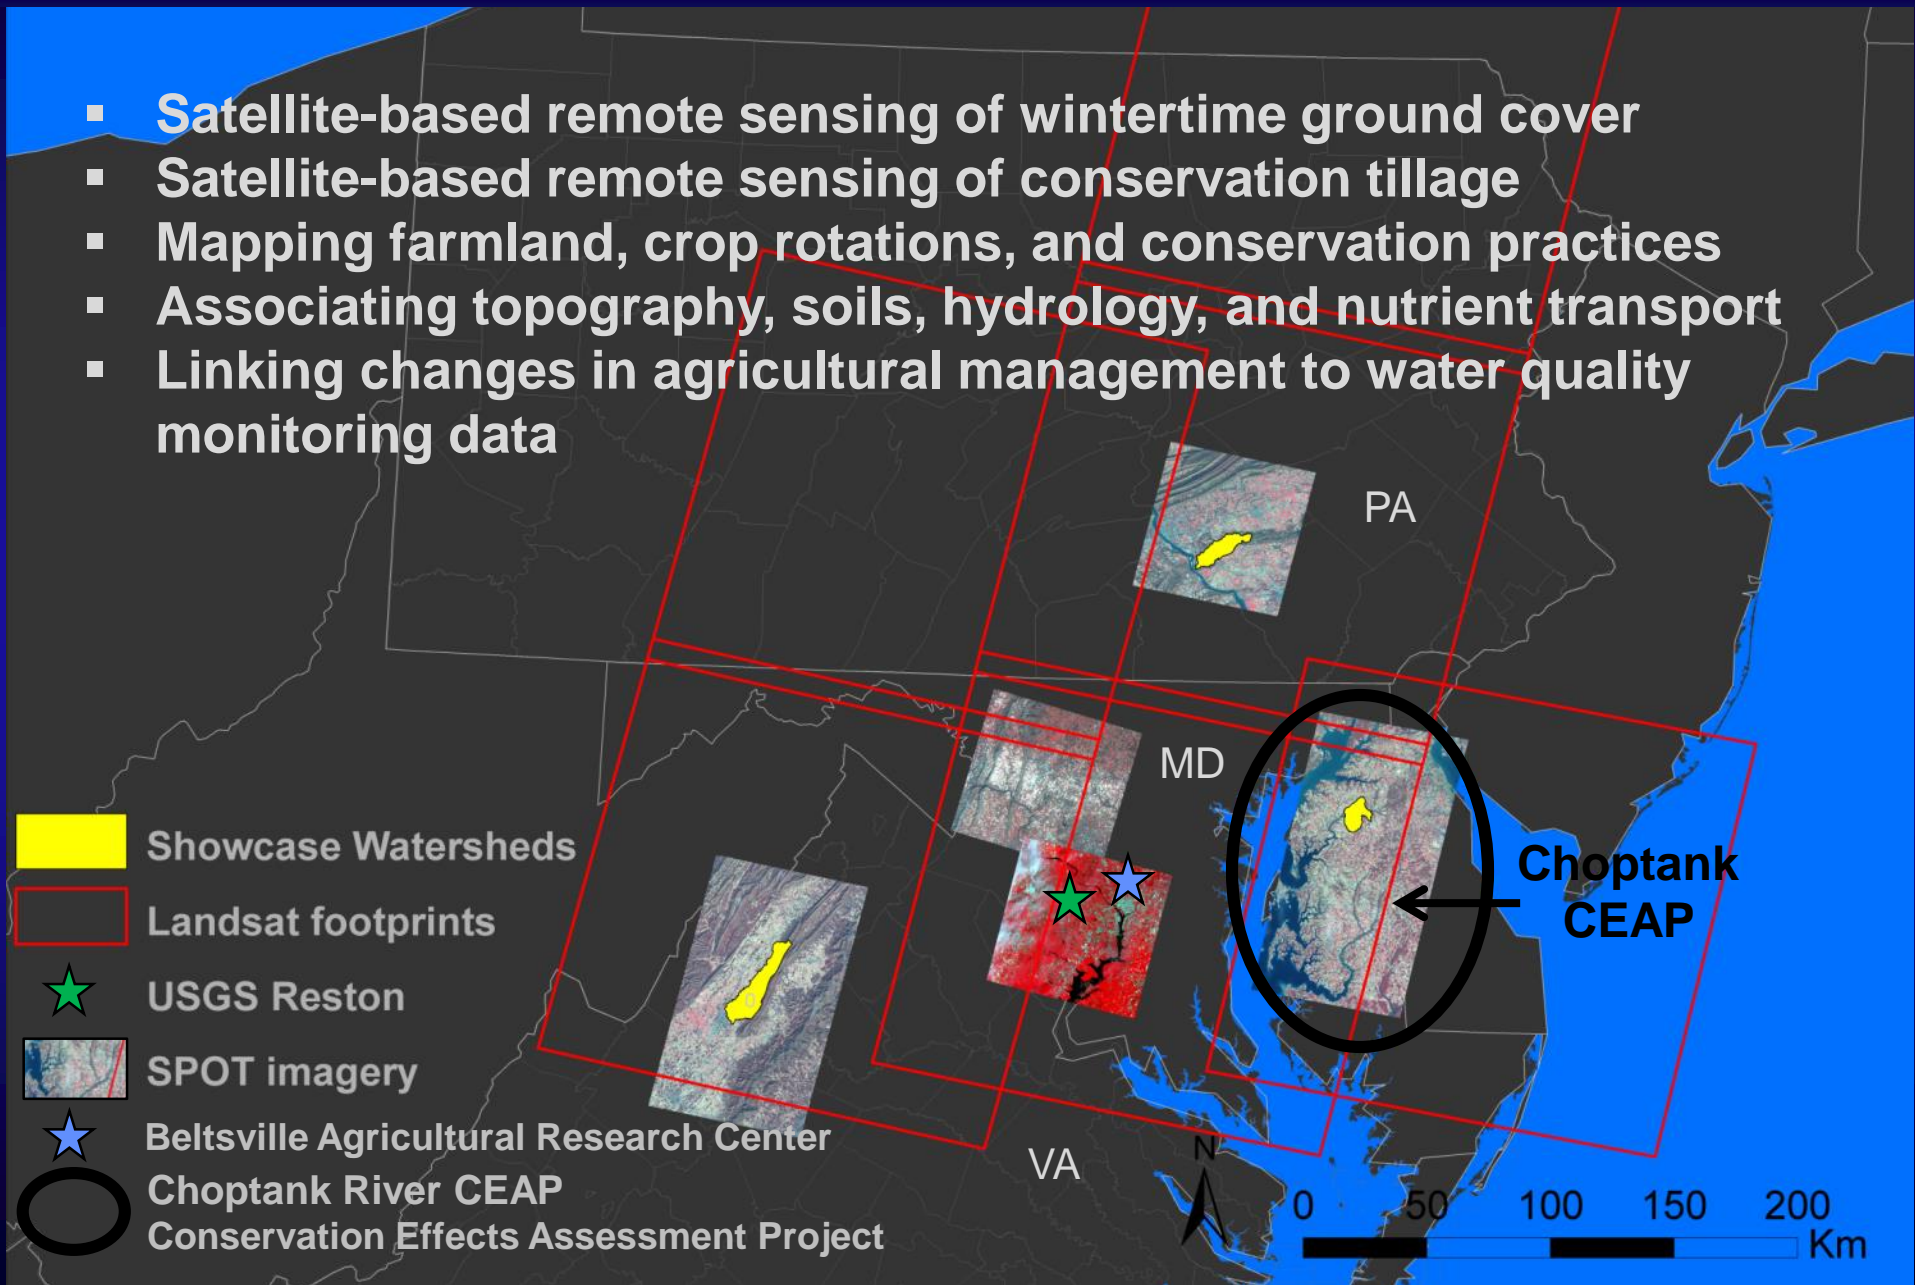 ▪ Satellite-based remote sensing of wintertime ground cover
▪ Satellite-based remote sensing of conservation tillage
▪ Mapping farmland, crop rotations, and conservation practices
▪ Associating topography, soils, hydrology, and nutrient transport
▪ Linking changes in agricultural management to water quality
monitoring data
PA
MD
Choptank
CEAP
Showcase Watersheds
Landsat footprints
USGS Reston
SPOT imagery
Beltsville Agricultural Research Center
Choptank River CEAP
Conservation Effects Assessment Project
VA
N
0 50 100 150 200
Km